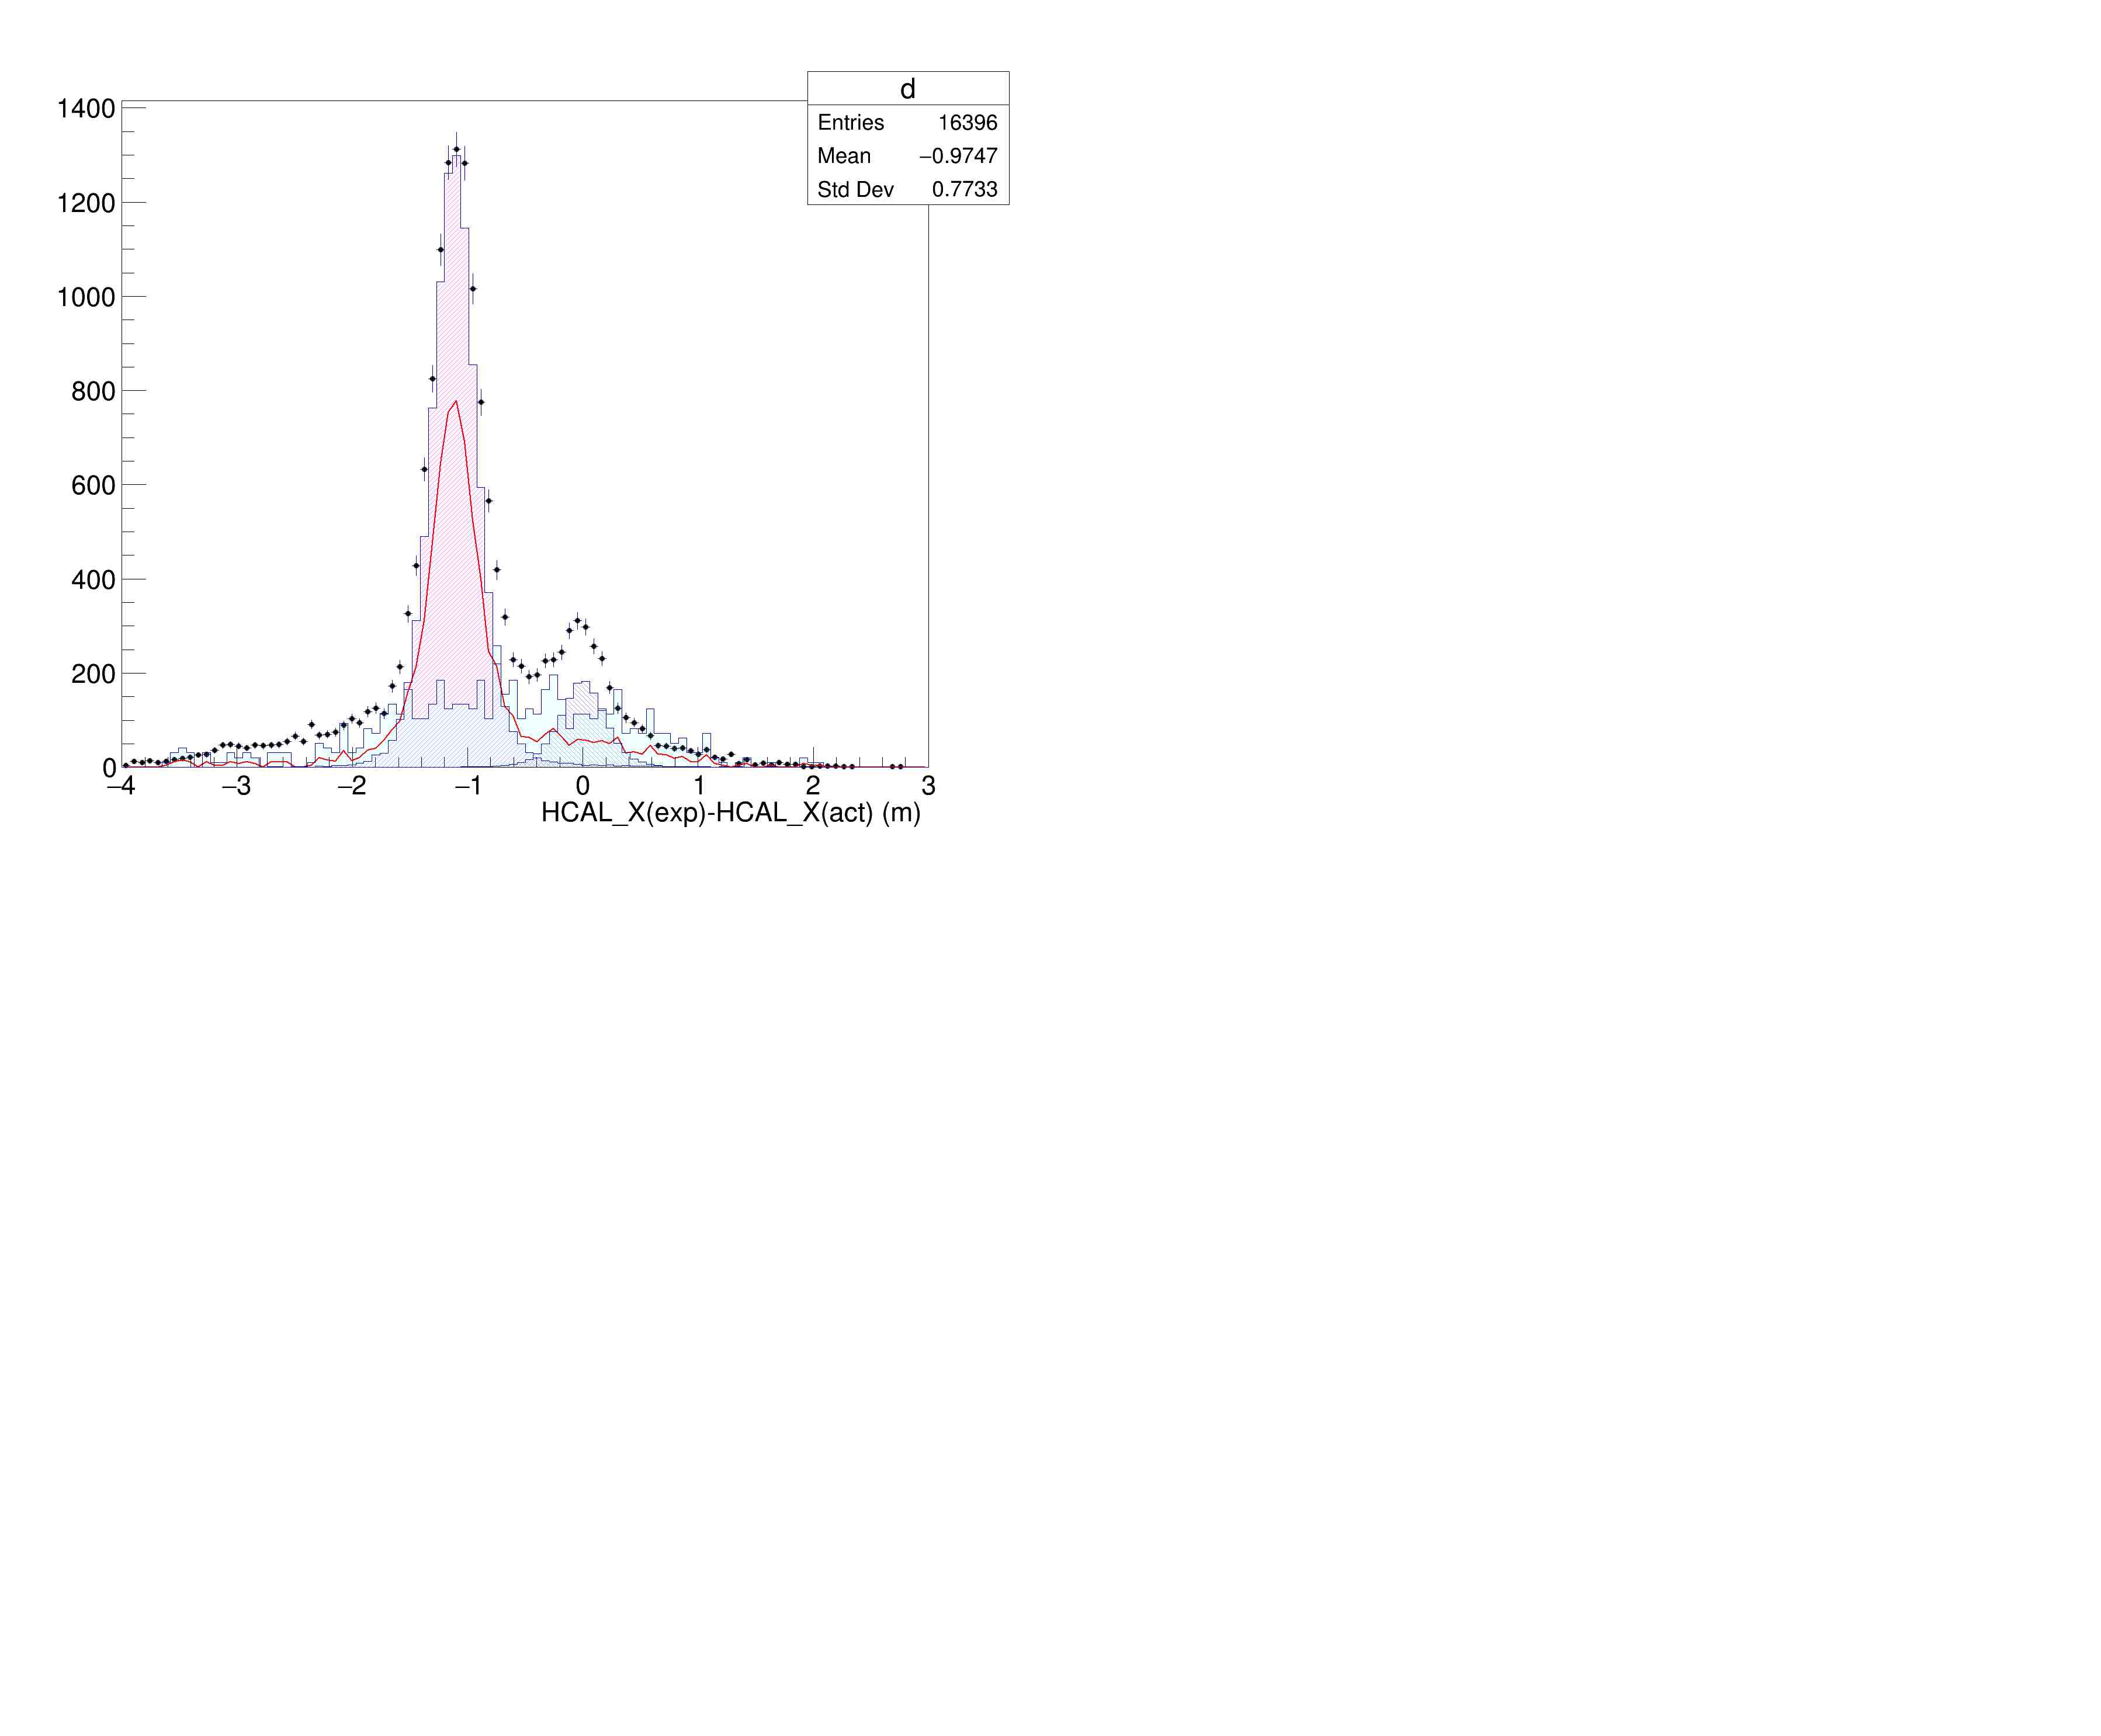 d
Entries 16396
Mean −0.9747
Std Dev 0.7733
1400
1200
1000
800
600
400
200
0
−4 −3 −2 −1 0 1 2 3
HCAL_X(exp)-HCAL_X(act) (m)